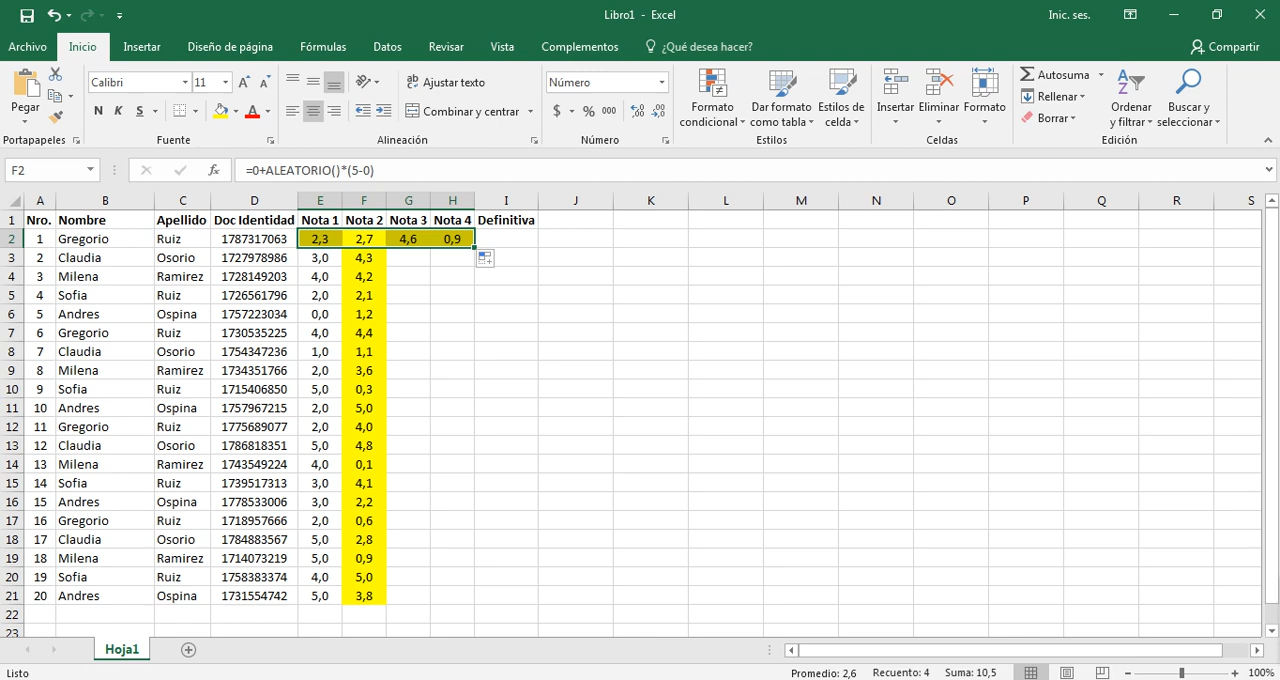 Libro1 - Excel
Inic. ses.
Archivo Inicio Insertar Diseño de página Fórmulas Datos Revisar Vista Complementos ¿Qué desea hacer? Compartir
Pegar
Calibri 11
N K S
Ajustar texto
Combinar y centrar
Número
$ % 000
Formato condicional
Dar formato como tabla
Estilos de celda
Insertar Eliminar Formato
Autosuma
Rellenar
Borrar
Ordenar y filtrar
Buscar y seleccionar
Portapapeles Fuente Alineación Número Estilos Celdas Edición
F2 fx =0+ALEATORIO()*(5-0)
A B C D E F G H I J K L M N O P Q R S
1 Nro. Nombre Apellido Doc Identidad Nota 1 Nota 2 Nota 3 Nota 4 Definitiva
2 1 Gregorio Ruiz 1787317063 2,3 2,7 4,6 0,9
3 2 Claudia Osorio 1727978986 3,0 4,3
4 3 Milena Ramirez 1728149203 4,0 4,2
5 4 Sofia Ruiz 1726561796 2,0 2,1
6 5 Andres Ospina 1757223034 0,0 1,2
7 6 Gregorio Ruiz 1730535225 4,0 4,4
8 7 Claudia Osorio 1754347236 1,0 1,1
9 8 Milena Ramirez 1734351766 2,0 3,6
10 9 Sofia Ruiz 1715406850 5,0 0,3
11 10 Andres Ospina 1757967215 2,0 5,0
12 11 Gregorio Ruiz 1775689077 2,0 4,0
13 12 Claudia Osorio 1786818351 5,0 4,8
14 13 Milena Ramirez 1743549224 4,0 0,1
15 14 Sofia Ruiz 1739517313 3,0 4,1
16 15 Andres Ospina 1778533006 3,0 2,2
17 16 Gregorio Ruiz 1718957666 2,0 0,6
18 17 Claudia Osorio 1784883567 5,0 2,8
19 18 Milena Ramirez 1714073219 5,0 0,9
20 19 Sofia Ruiz 1758383374 4,0 5,0
21 20 Andres Ospina 1731554742 5,0 3,8
22
23
Hoja1
Listo Promedio: 2,6 Recuento: 4 Suma: 10,5 100%